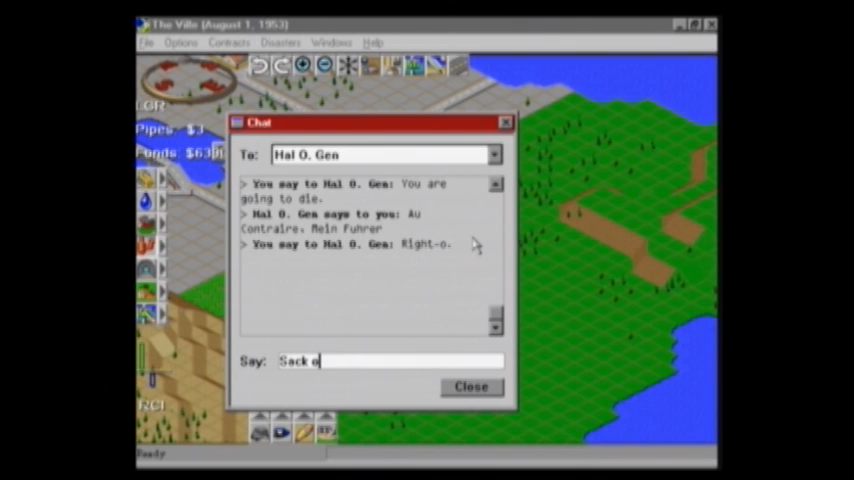 The Ville (August 1, 1953)
File Options Contracts Disasters Windows Help
LOR
Pipes: $3
Funds: $63
Chat
To: Hal O. Gen
> You say to Hal O. Gen: You are
going to die.
> Hal O. Gen says to you: Au
Contraire, Mein Fuhrer
> You say to Hal O. Gen: Right-o.
Say: Sack o
Close
RCI
Ready